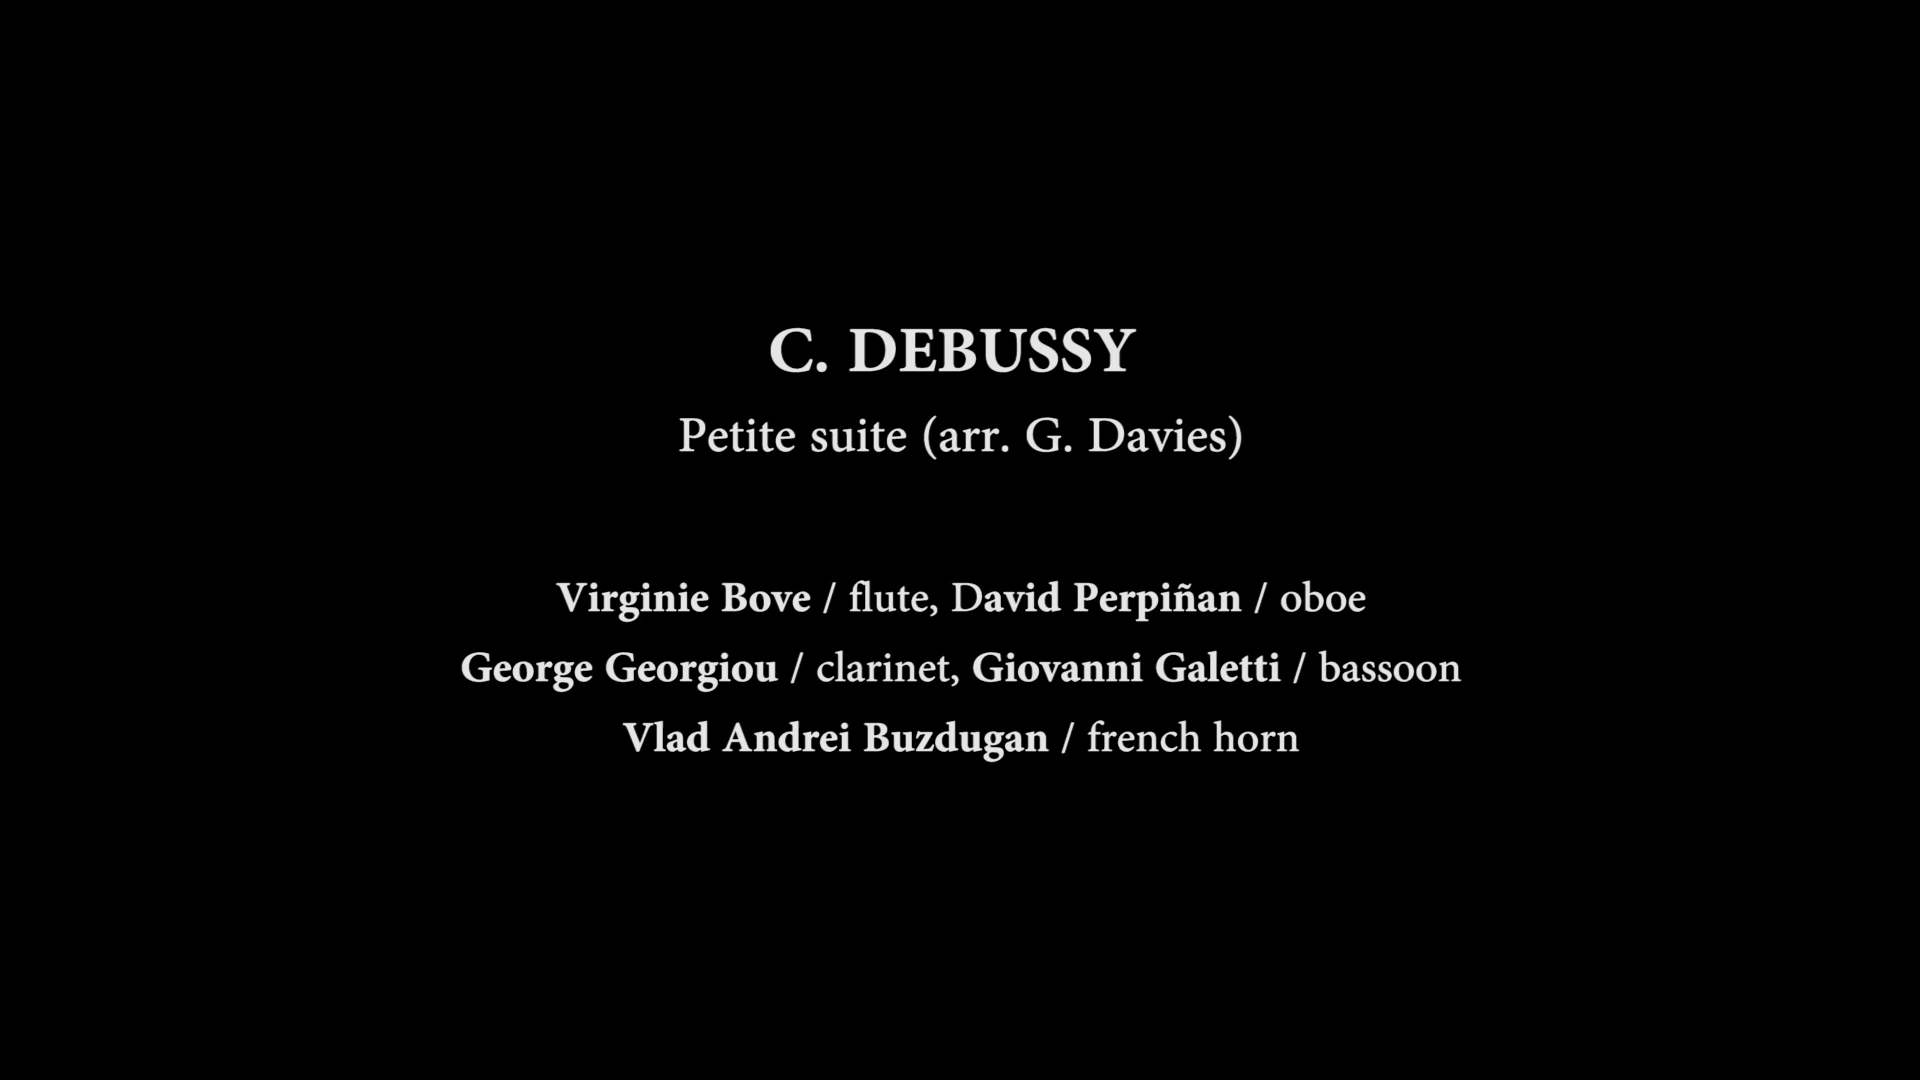 C. DEBUSSY
Petite suite (arr. G. Davies)
Virginie Bove / flute, David Perpiñan / oboe
George Georgiou / clarinet, Giovanni Galetti / bassoon
Vlad Andrei Buzdugan / french horn